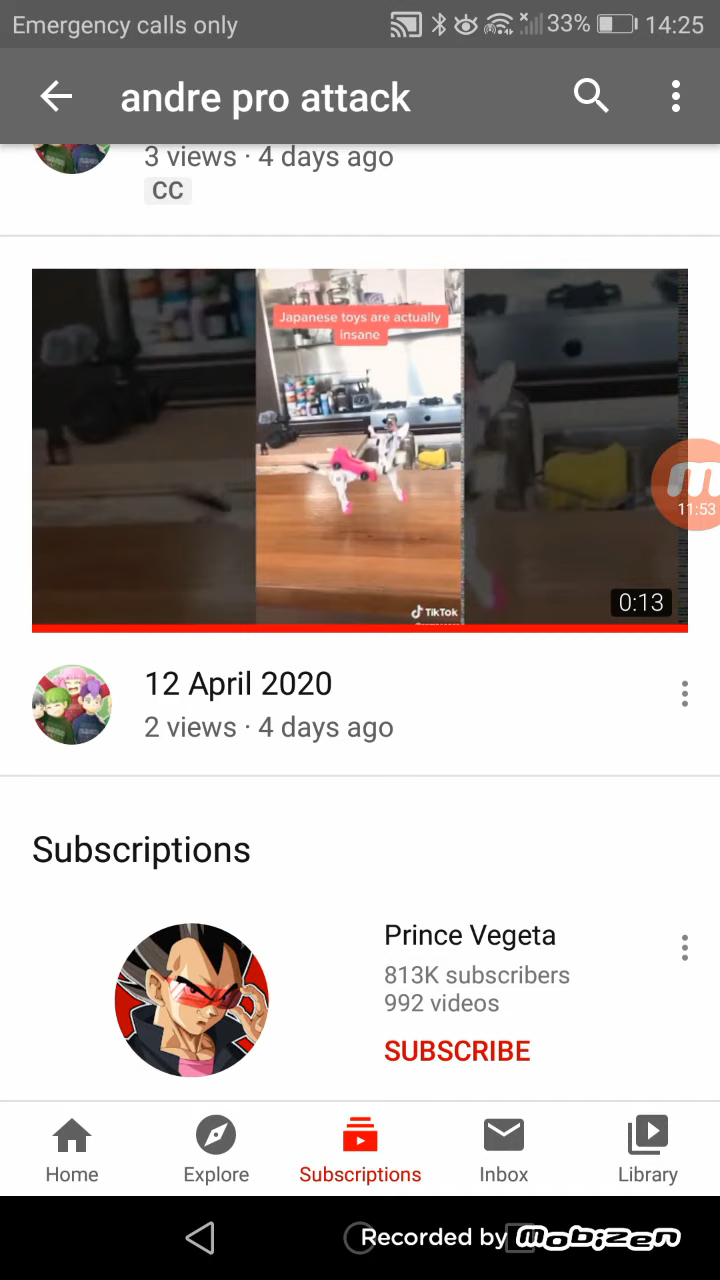 Emergency calls only
33%
14:25
andre pro attack
3 views · 4 days ago
CC
Japanese toys are actually
insane
11:53
TikTok
0:13
12 April 2020
2 views · 4 days ago
Subscriptions
Prince Vegeta
813K subscribers
992 videos
SUBSCRIBE
Home
Explore
Subscriptions
Inbox
Library
Recorded by mobizen